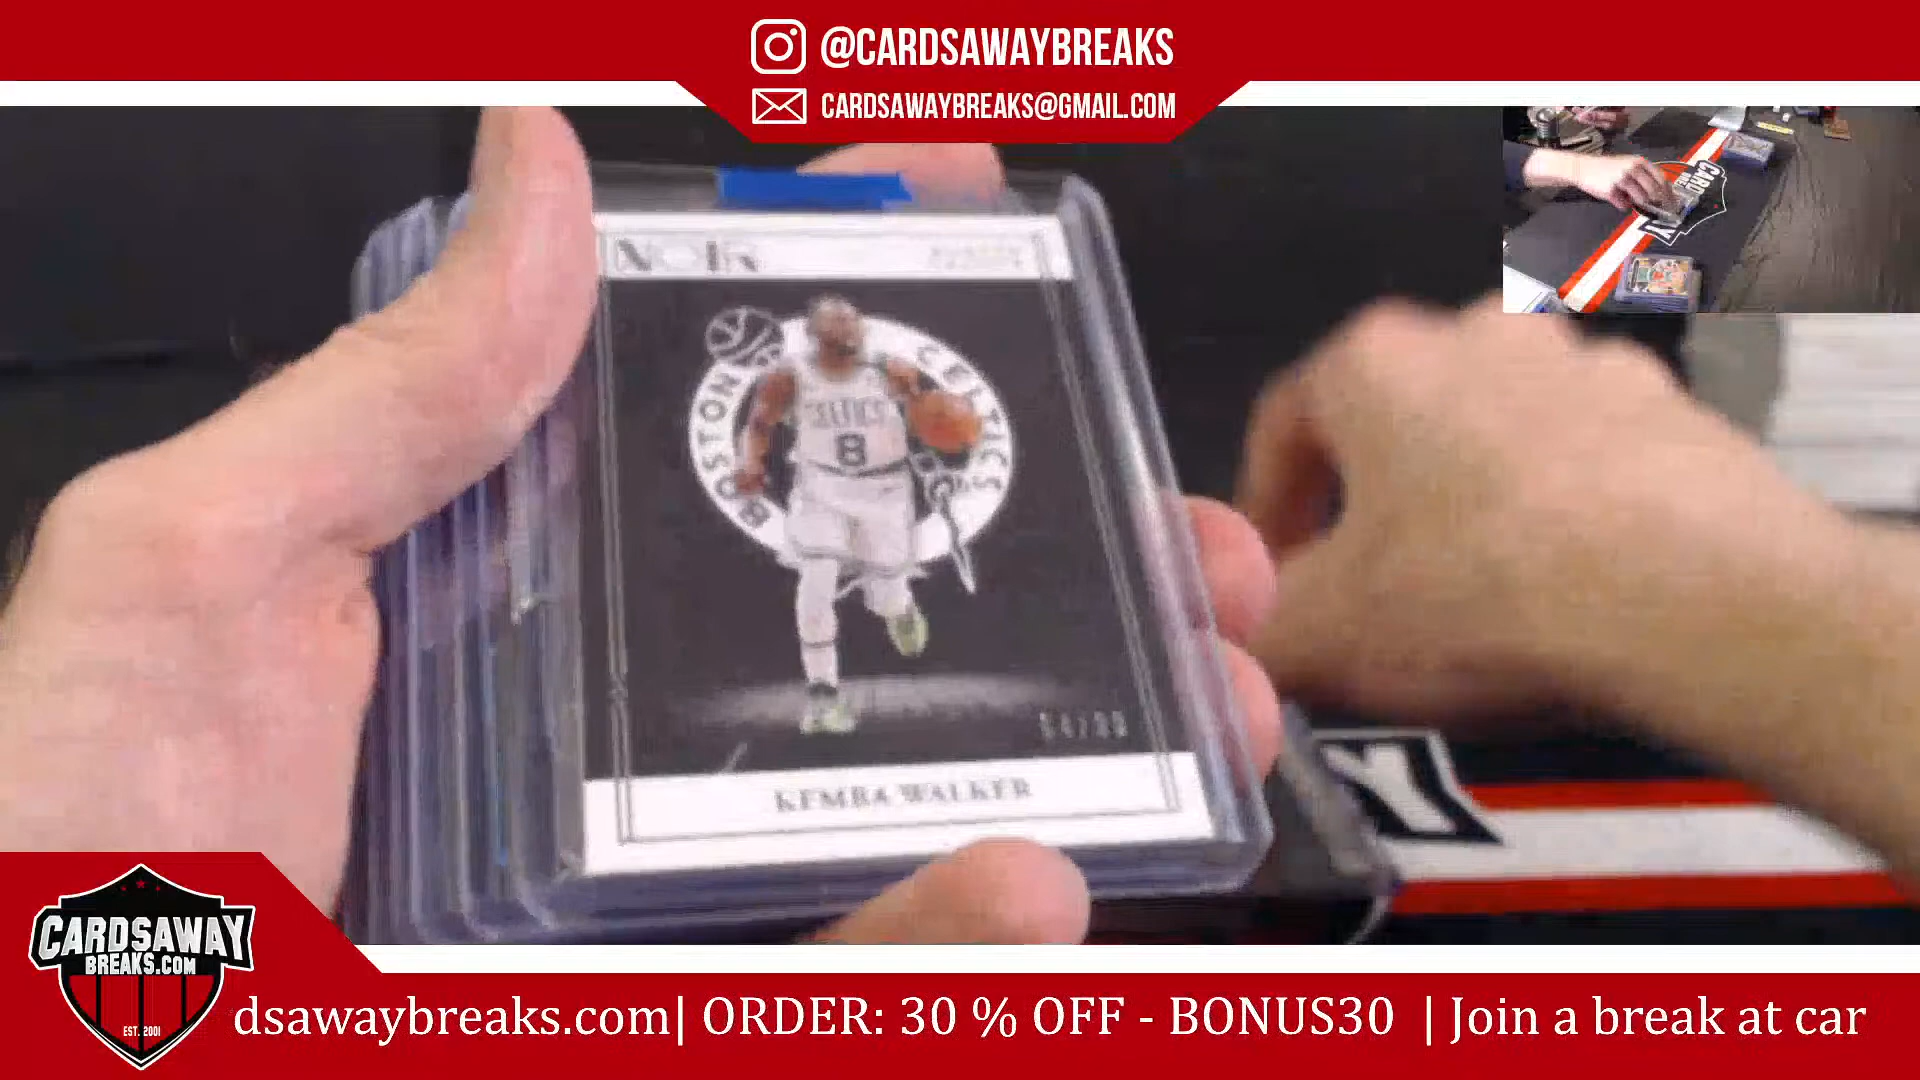 @CARDSAWAYBREAKS
CARDSAWAYBREAKS@GMAIL.COM
NOIR
BOSTON CELTICS
CELTICS
8
KEMBA WALKER
Y
CARDSAWAY
BREAKS.COM
EST. 2001
dsawaybreaks.com| ORDER: 30 % OFF - BONUS30 | Join a break at car